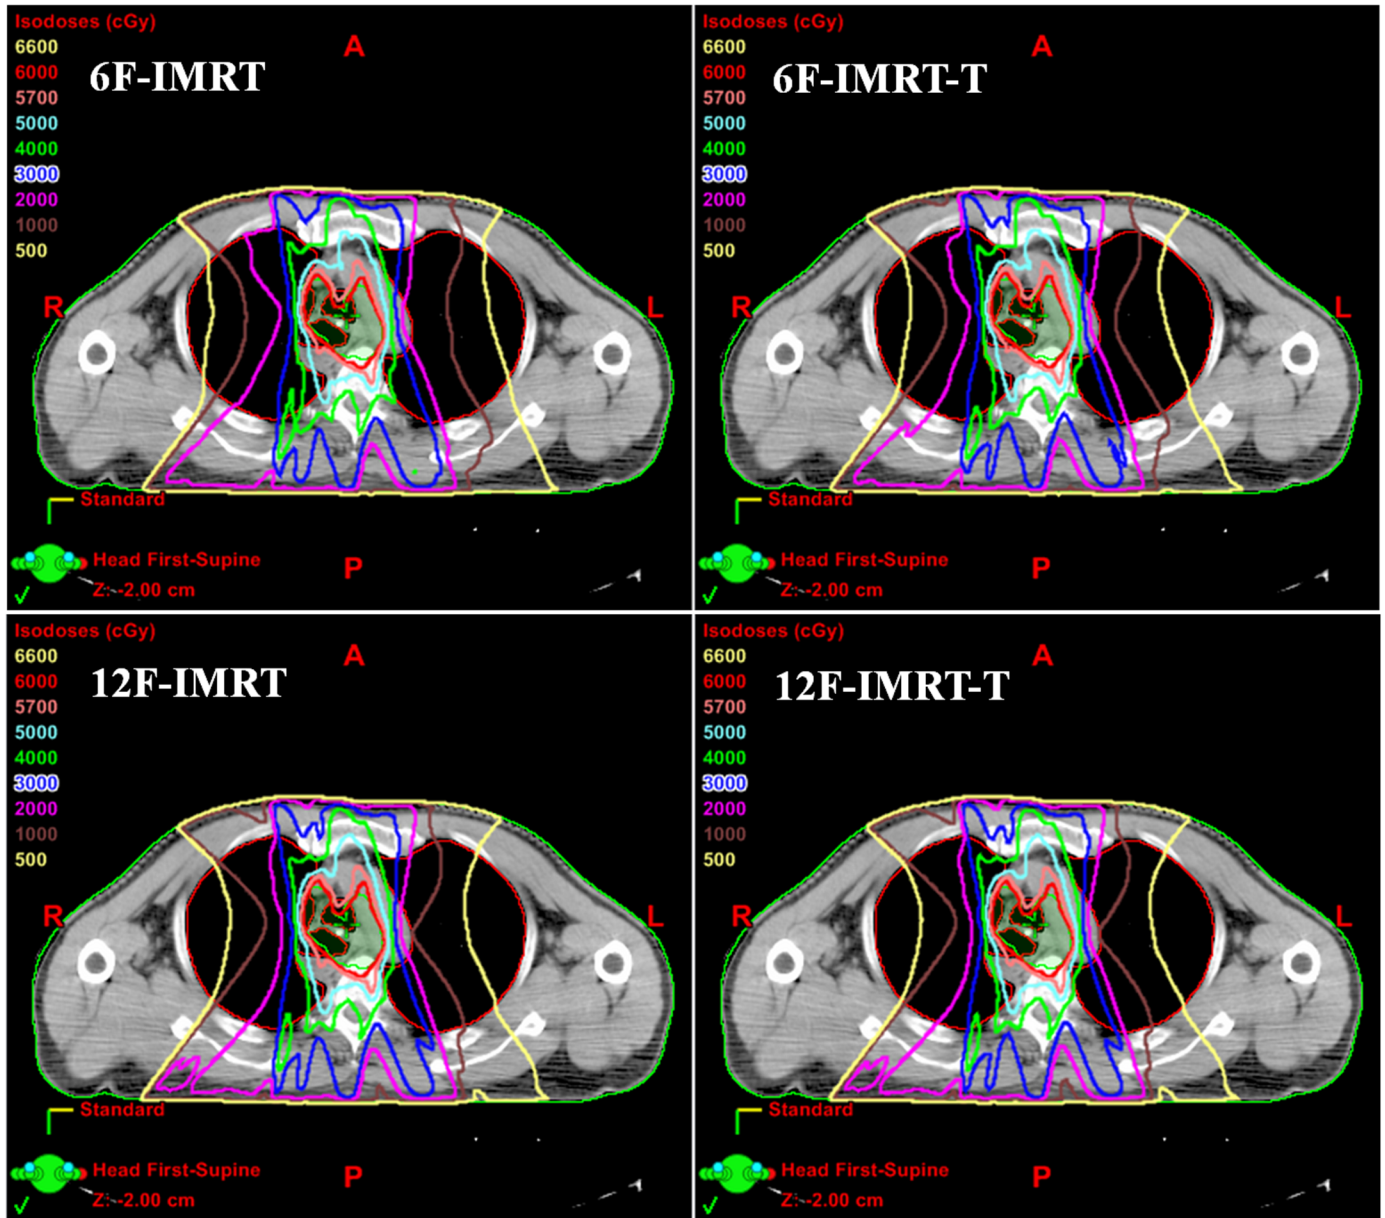 Isodoses (cGy)
6600
6000
5700
5000
4000
3000
2000
1000
500
6F-IMRT
A
R
L
Standard
Head First-Supine
Z: -2.00 cm
P
Isodoses (cGy)
6600
6000
5700
5000
4000
3000
2000
1000
500
6F-IMRT-T
A
R
L
Standard
Head First-Supine
Z: -2.00 cm
P
Isodoses (cGy)
6600
6000
5700
5000
4000
3000
2000
1000
500
12F-IMRT
A
R
L
Standard
Head First-Supine
Z: -2.00 cm
P
Isodoses (cGy)
6600
6000
5700
5000
4000
3000
2000
1000
500
12F-IMRT-T
A
R
L
Standard
Head First-Supine
Z: -2.00 cm
P